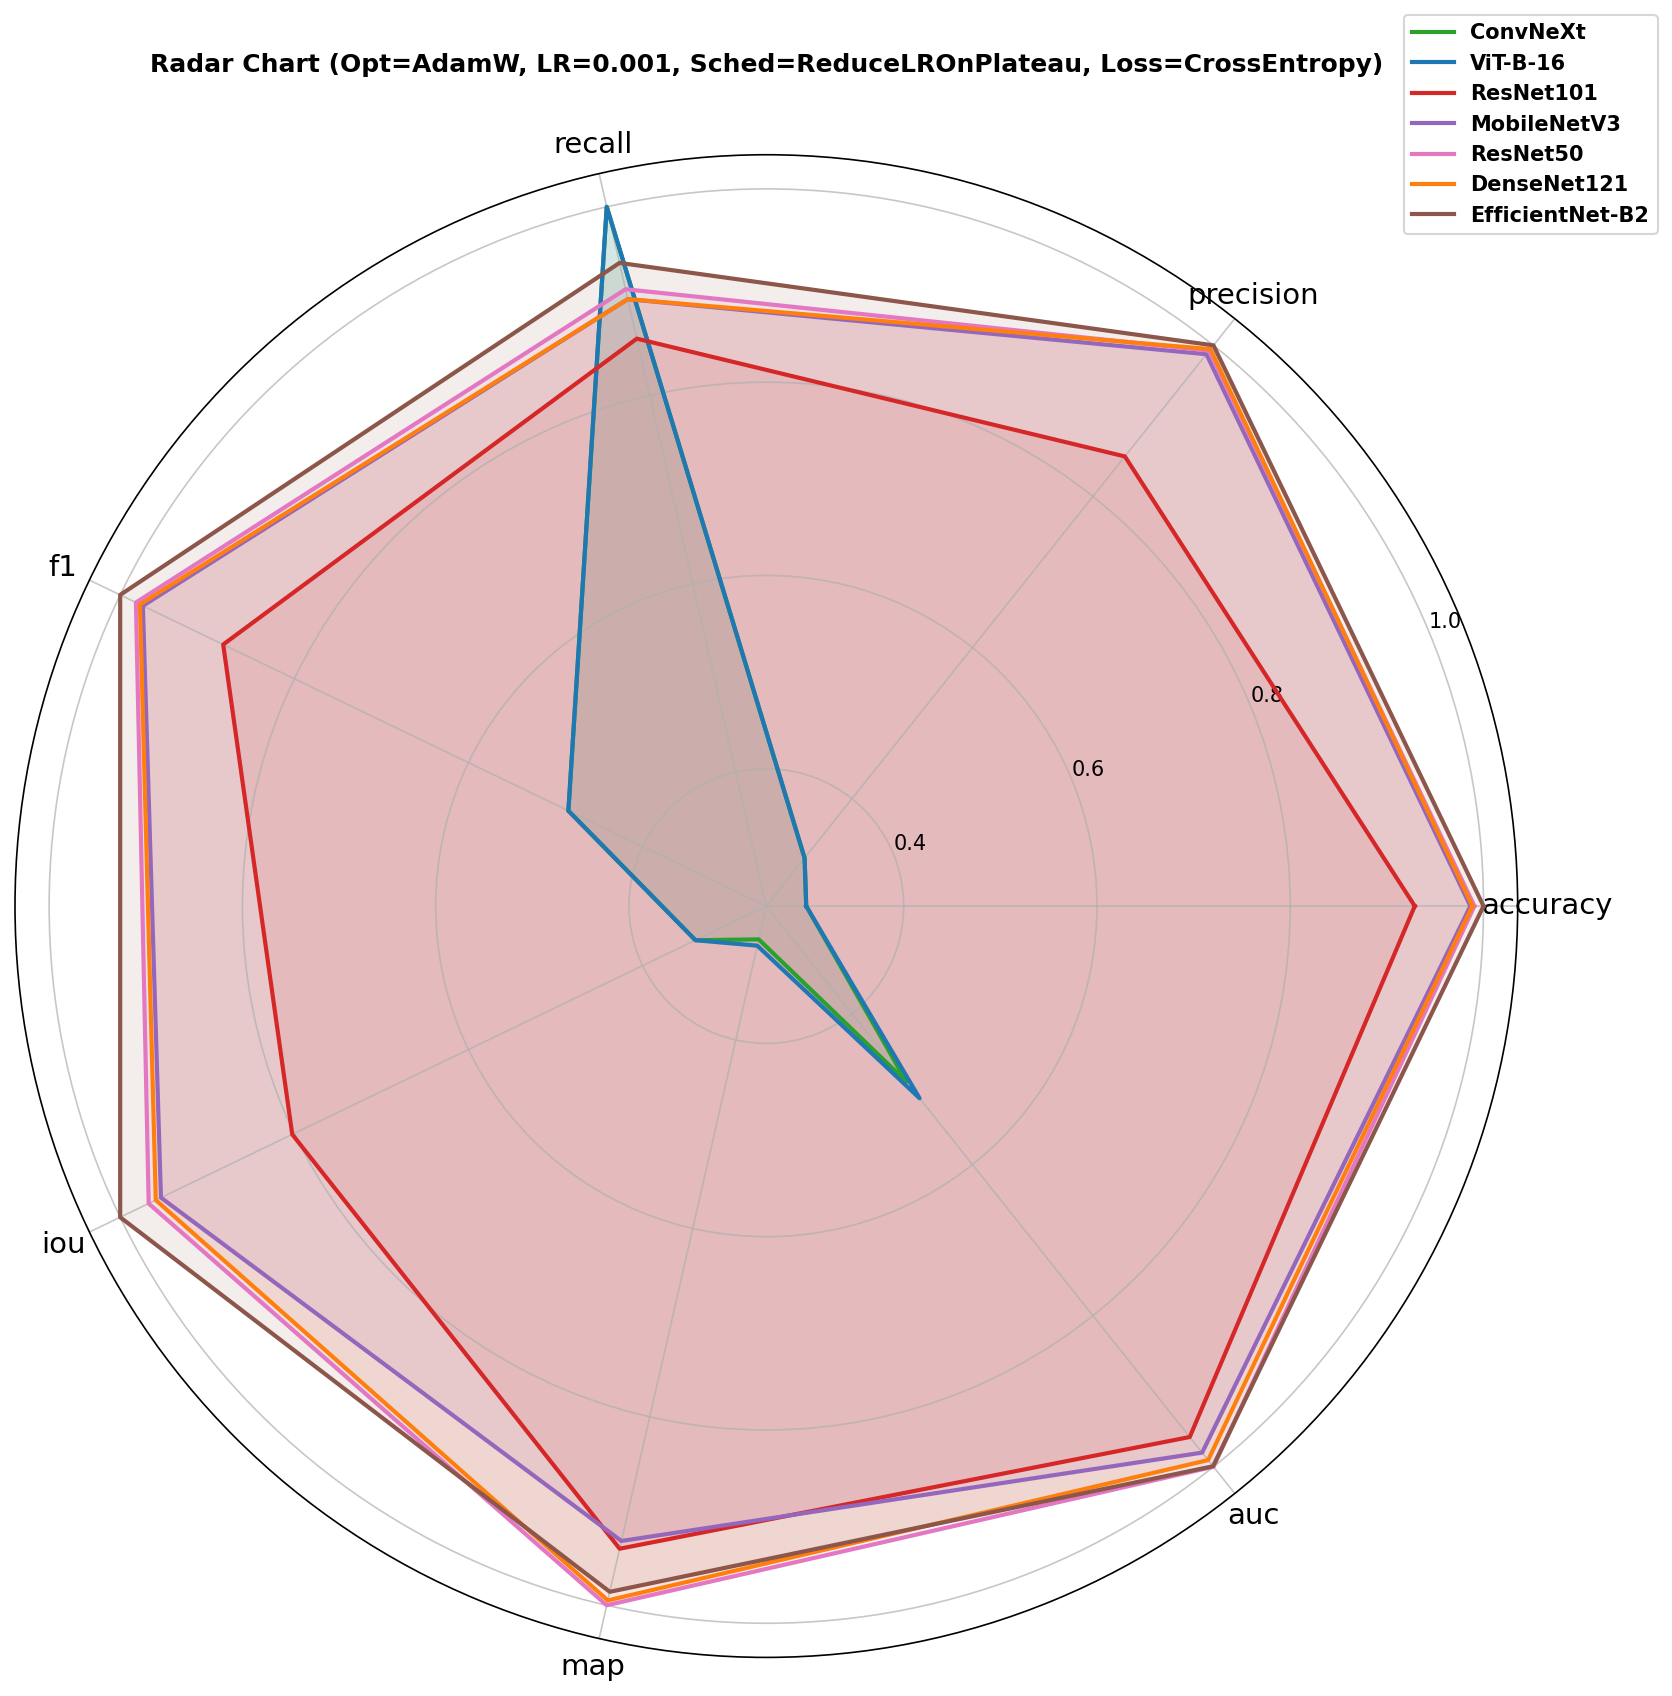 Radar Chart (Opt=AdamW, LR=0.001, Sched=ReduceLROnPlateau, Loss=CrossEntropy)
ConvNeXt
ViT-B-16
ResNet101
MobileNetV3
ResNet50
DenseNet121
EfficientNet-B2
recall
precision
f1
1.0
0.8
0.6
0.4
accuracy
iou
auc
map